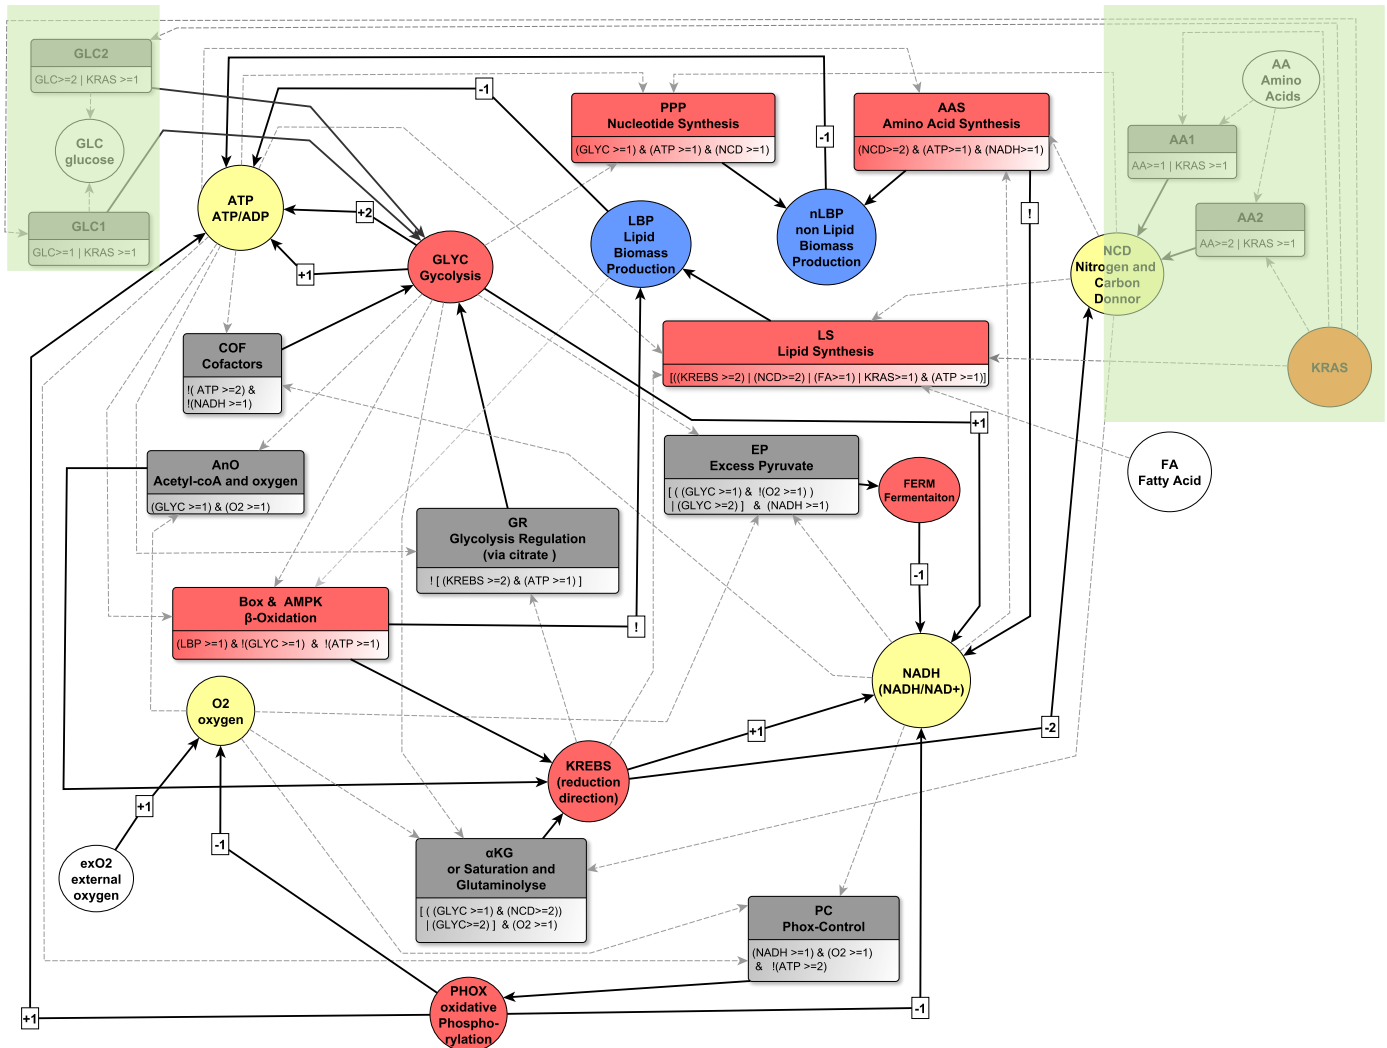 GLC2
GLC>=2 | KRAS >=1
GLC
glucose
GLC1
GLC>=1 | KRAS >=1
ATP
ATP/ADP
-1
+2
+1
GLYC
Gycolysis
PPP
Nucleotide Synthesis
(GLYC >=1) & (ATP >=1) & (NCD >=1)
-1
AAS
Amino Acid Synthesis
(NCD>=2) & (ATP>=1) & (NADH>=1)
!
LBP
Lipid
Biomass
Production
nLBP
non Lipid
Biomass
Production
AA
Amino
Acids
AA1
AA>=1 | KRAS >=1
AA2
AA>=2 | KRAS >=1
NCD
Nitrogen and
Carbon
Donnor
KRAS
LS
Lipid Synthesis
[((KREBS >=2) | (NCD>=2) | (FA>=1) | KRAS>=1) & (ATP >=1)]
COF
Cofactors
!( ATP >=2) &
!(NADH >=1)
+1
FA
Fatty Acid
AnO
Acetyl-coA and oxygen
(GLYC >=1) & (O2 >=1)
EP
Excess Pyruvate
[ ( (GLYC >=1) & !(O2 >=1) )
| (GLYC >=2) ] & (NADH >=1)
FERM
Fermentaiton
GR
Glycolysis Regulation
(via citrate )
! [ (KREBS >=2) & (ATP >=1) ]
-1
Box & AMPK
β-Oxidation
(LBP >=1) & !(GLYC >=1) & !(ATP >=1)
!
NADH
(NADH/NAD+)
O2
oxygen
+1
-2
KREBS
(reduction
direction)
+1
-1
exO2
external
oxygen
αKG
or Saturation and
Glutaminolyse
[ ( (GLYC >=1) & (NCD>=2))
| (GLYC>=2) ] & (O2 >=1)
PC
Phox-Control
(NADH >=1) & (O2 >=1)
& !(ATP >=2)
PHOX
oxidative
Phospho-
rylation
+1
-1